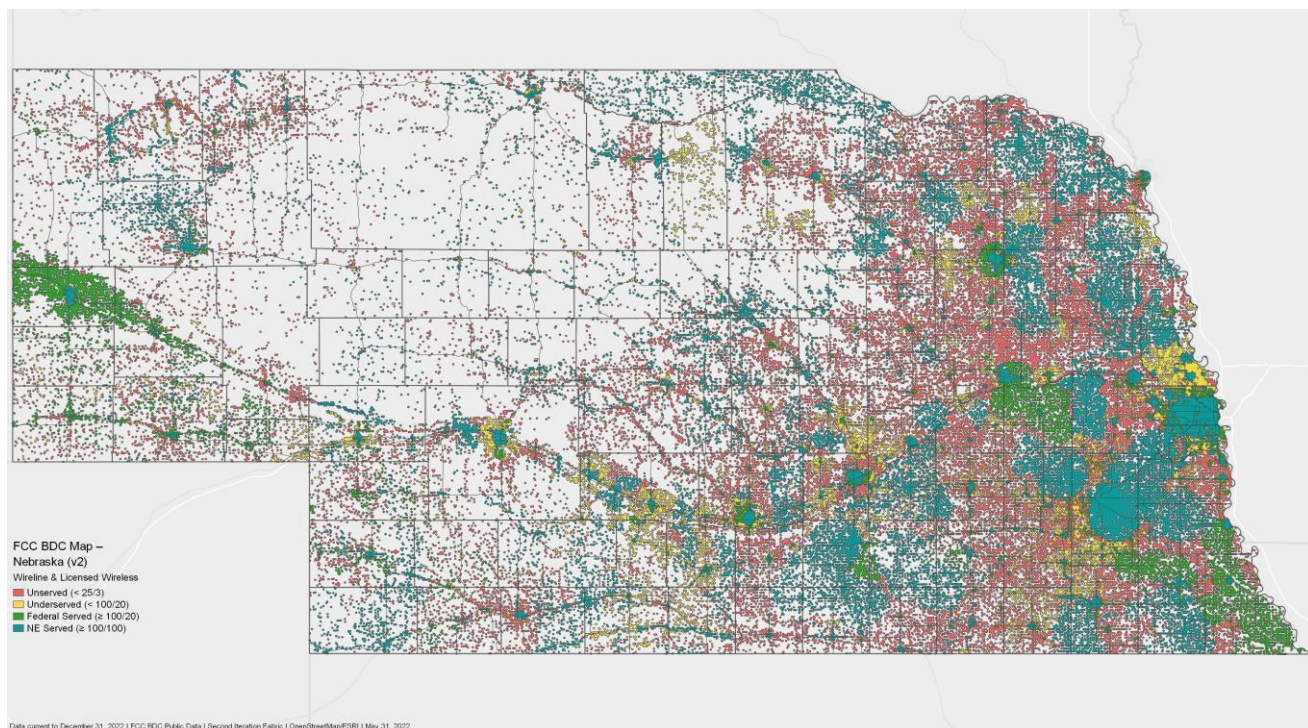 FCC BDC Map –
Nebraska (v2)
Wireline & Licensed Wireless
Unserved (< 25/3)
Underserved (< 100/20)
Federal Served (≥ 100/20)
NE Served (≥ 100/100)
Data current to December 31, 2022 | FCC BDC Public Data | Second Iteration Fabric | OpenStreetMap/ESRI | May 31, 2022